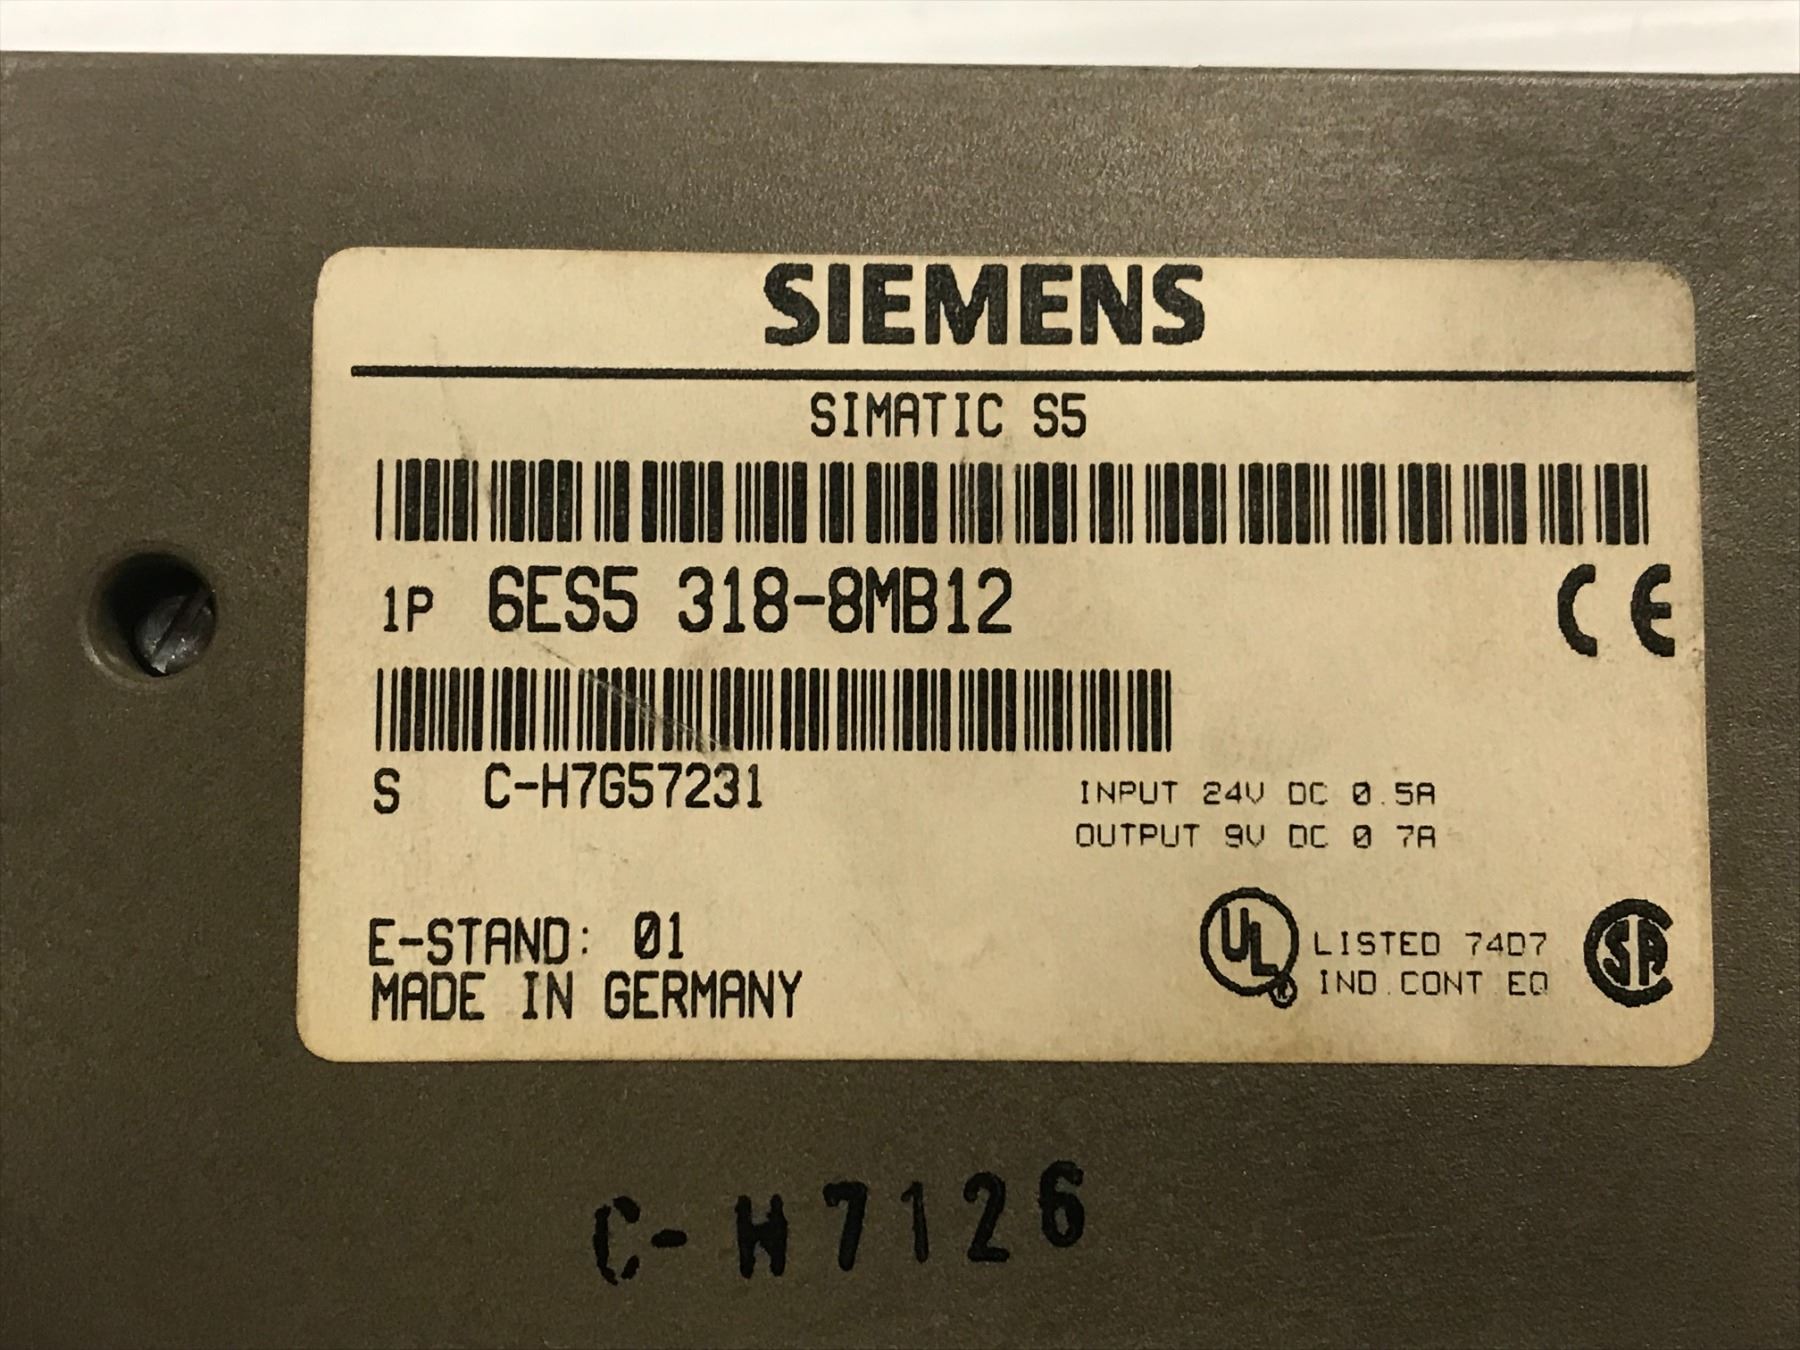 SIEMENS
SIMATIC S5
1P 6ES5 318-8MB12
CE
S C-H7G57231
INPUT 24V DC 0.5A
OUTPUT 9V DC 0 7A
E-STAND: 01
MADE IN GERMANY
UL LISTED 74D7
IND.CONT EQ
SA
C-H7126